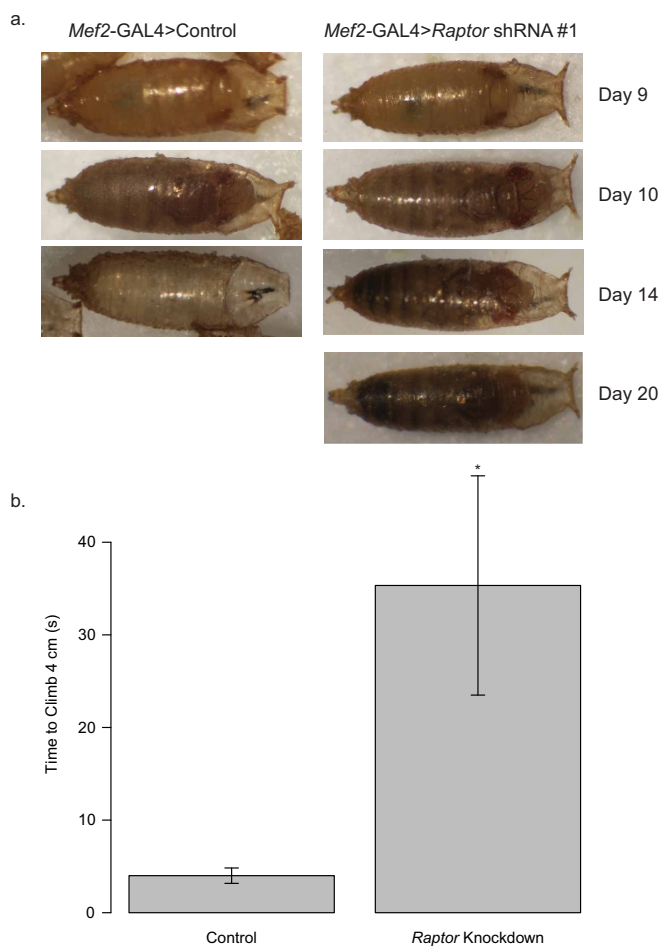 a.
Mef2-GAL4>Control
Mef2-GAL4>Raptor shRNA #1
Day 9
Day 10
Day 14
Day 20
b.
*
40
30
20
10
0
Time to Climb 4 cm (s)
Control
Raptor Knockdown